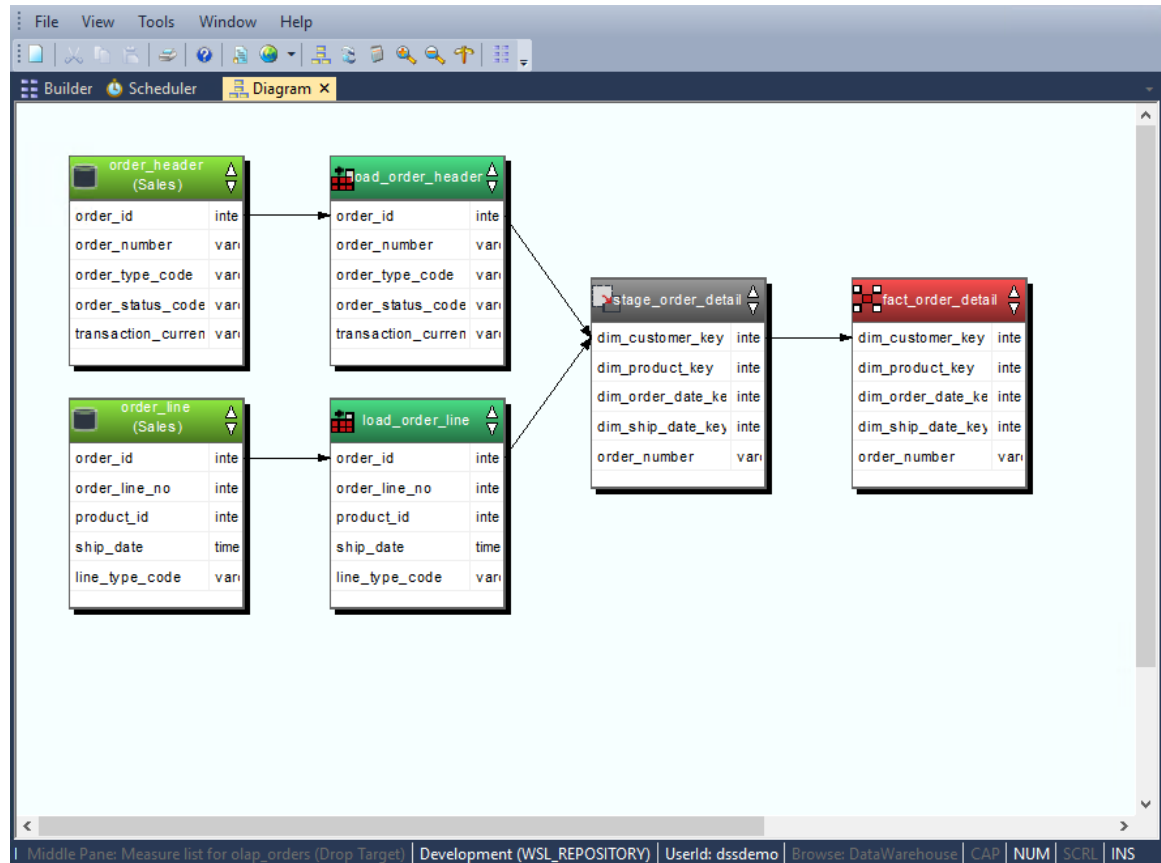 File View Tools Window Help
Builder Scheduler Diagram ×
order_header
(Sales)
order_id inte
order_number var
order_type_code var
order_status_code var
transaction_curren var
load_order_header
order_id inte
order_number var
order_type_code var
order_status_code var
transaction_curren var
order_line
(Sales)
order_id inte
order_line_no inte
product_id inte
ship_date time
line_type_code var
load_order_line
order_id inte
order_line_no inte
product_id inte
ship_date time
line_type_code var
stage_order_detail
dim_customer_key inte
dim_product_key inte
dim_order_date_ke inte
dim_ship_date_key inte
order_number var
fact_order_detail
dim_customer_key inte
dim_product_key inte
dim_order_date_ke inte
dim_ship_date_key inte
order_number var
Middle Pane: Measure list for olap_orders (Drop Target) Development (WSL_REPOSITORY) UserId: dssdemo Browse: DataWarehouse CAP NUM SCRL INS